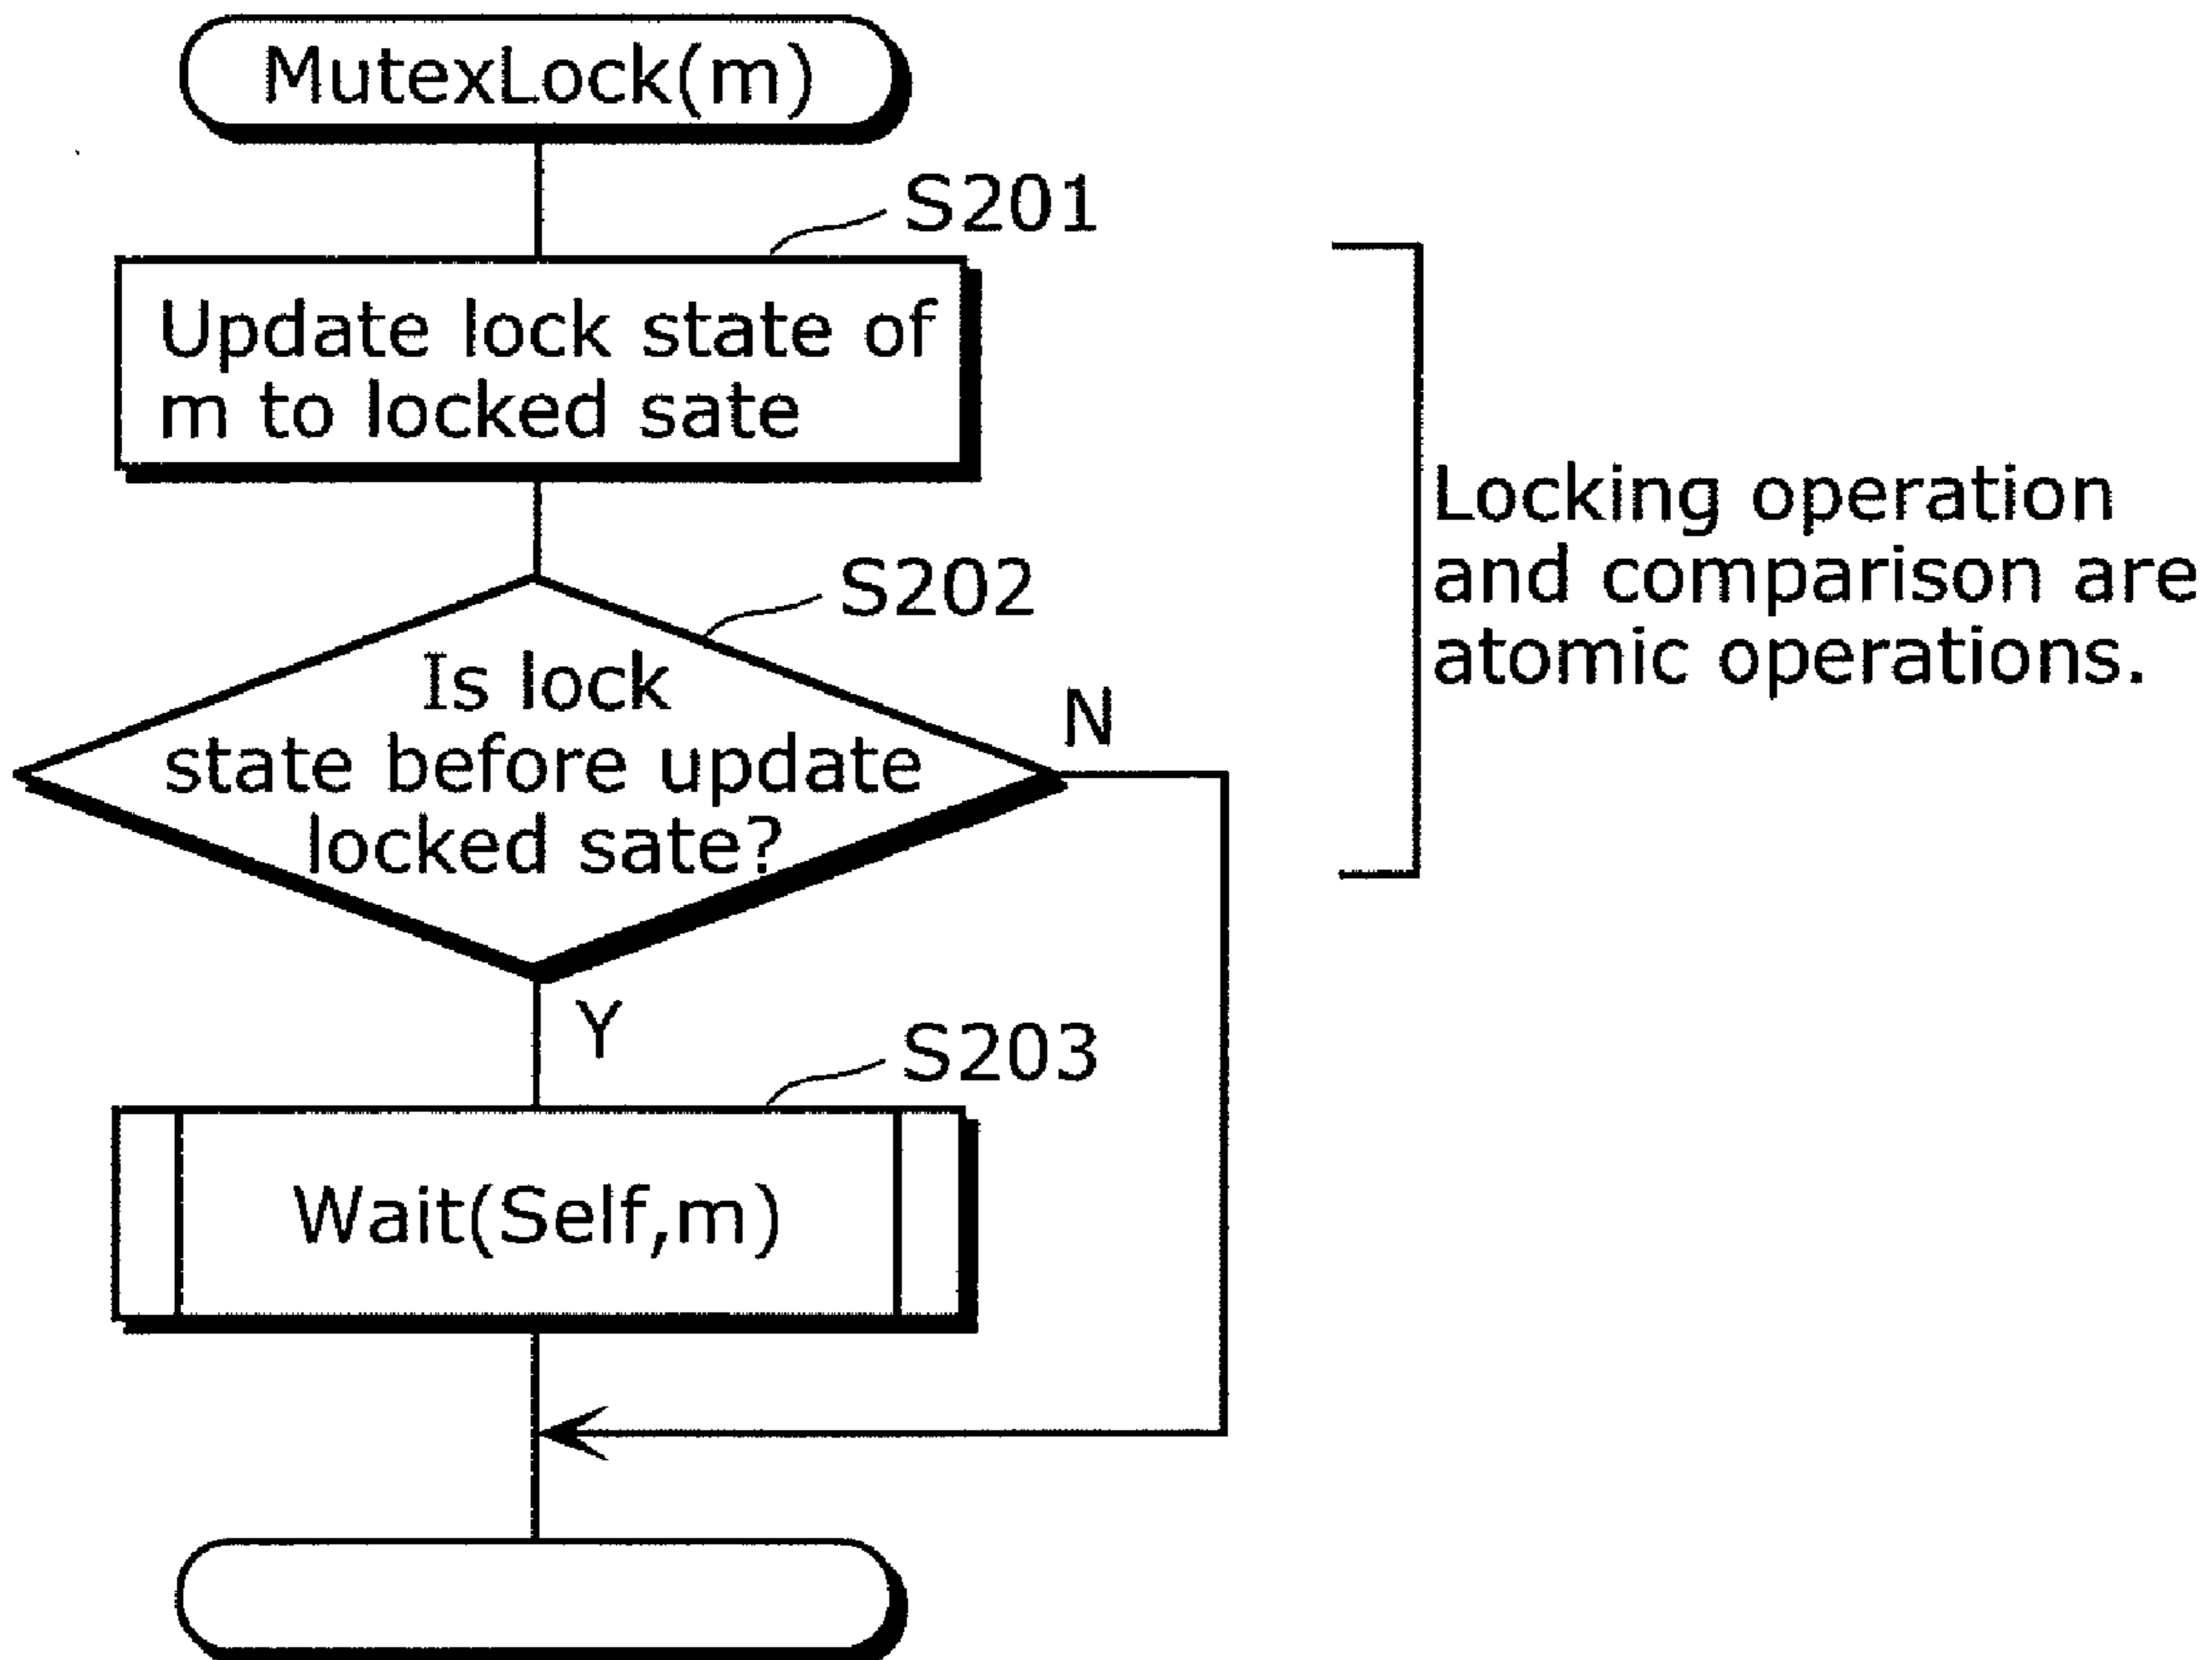 MutexLock(m)
S201
Update lock state of
m to locked sate
Locking operation
and comparison are
atomic operations.
S202
Is lock
state before update
locked sate?
N
Y
S203
Wait(Self,m)